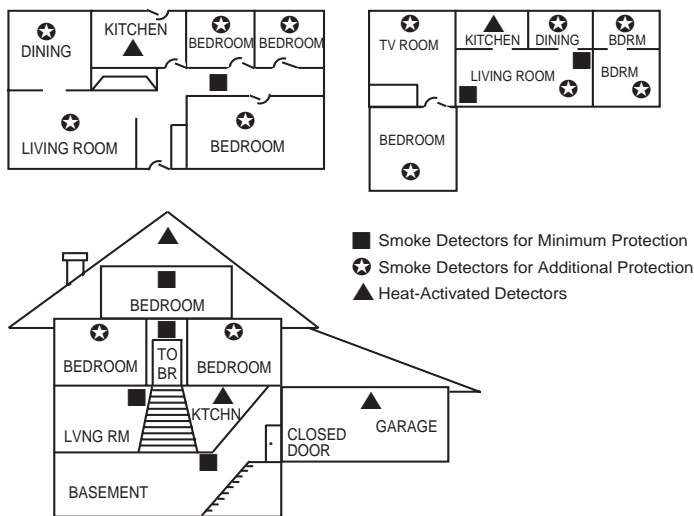 KITCHEN
DINING
BEDROOM BEDROOM
LIVING ROOM
BEDROOM
TV ROOM
KITCHEN
DINING
BDRM
LIVING ROOM
BDRM
BEDROOM
Smoke Detectors for Minimum Protection
Smoke Detectors for Additional Protection
Heat-Activated Detectors
BEDROOM
BEDROOM
TO
BR
BEDROOM
LVNG RM
KTCHN
CLOSED
DOOR
GARAGE
BASEMENT